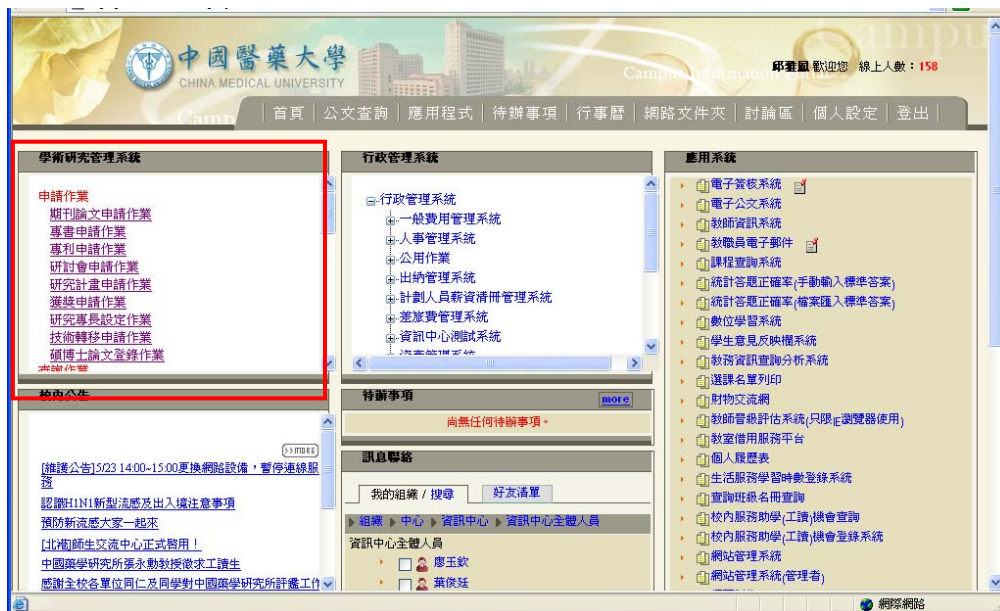 中國醫藥大學
CHINA MEDICAL UNIVERSITY
Campus Information Portal
邱雅鳳 歡迎您 線上人數：158
首頁 | 公文查詢 | 應用程式 | 待辦事項 | 行事曆 | 網路文件夾 | 討論區 | 個人設定 | 登出 |
學術研究管理系統
申請作業
期刊論文申請作業
專書申請作業
專利申請作業
研討會申請作業
研究計畫申請作業
獲獎申請作業
研究專長設定作業
技術轉移申請作業
碩博士論文登錄作業
查詢作業
校內公告
>>more
[維護公告]5/23 14:00~15:00更換網路設備，暫停連線服
務
認識H1N1新型流感及出入境注意事項
預防新流感大家一起來
[北港]師生交流中心正式啓用！
中國藥學研究所張永勳教授徵求工讀生
感謝全校各單位同仁及同學對中國藥學研究所評鑑工作
行政管理系統
行政管理系統
一般費用管理系統
人事管理系統
公用作業
出納管理系統
計劃人員薪資清冊管理系統
差旅費管理系統
資訊中心測試系統
資產管理系統
待辦事項
more
尚無任何待辦事項。
訊息聯絡
我的組織 / 搜尋
好友清單
組織 中心 資訊中心 資訊中心全體人員
資訊中心全體人員
廖玉欽
葉俊廷
應用系統
電子簽核系統
電子公文系統
教師資訊系統
教職員電子郵件
課程查詢系統
統計答題正確率(手動輸入標準答案)
統計答題正確率(檔案匯入標準答案)
數位學習系統
學生意見反映欄系統
教務資訊查詢分析系統
選課名單列印
財物交流網
教師晉級評估系統(只限IE瀏覽器使用)
教室借用服務平台
個人履歷表
生活服務學習時數登錄系統
查詢班級名冊查詢
校內服務助學(工讀)機會查詢
校內服務助學(工讀)機會登錄系統
網站管理系統
網站管理系統(管理者)
網際網路